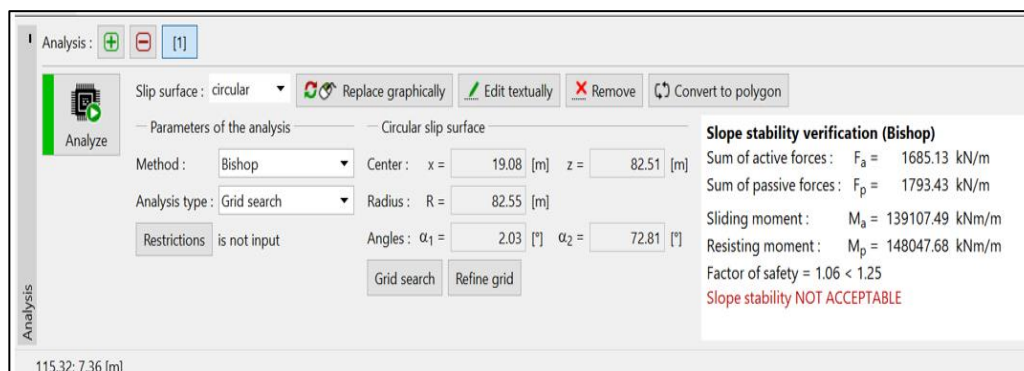 Analysis : [1]
Analyze
Slip surface : circular Replace graphically Edit textually Remove Convert to polygon
Parameters of the analysis
Method : Bishop
Analysis type : Grid search
Restrictions is not input
Circular slip surface
Center : x = 19.08 [m] z = 82.51 [m]
Radius : R = 82.55 [m]
Angles : α₁ = 2.03 [°] α₂ = 72.81 [°]
Grid search Refine grid
Slope stability verification (Bishop)
Sum of active forces : Fₐ = 1685.13 kN/m
Sum of passive forces : Fₚ = 1793.43 kN/m
Sliding moment : Mₐ = 139107.49 kNm/m
Resisting moment : Mₚ = 148047.68 kNm/m
Factor of safety = 1.06 < 1.25
Slope stability NOT ACCEPTABLE
Analysis
115.32; 7.36 [m]